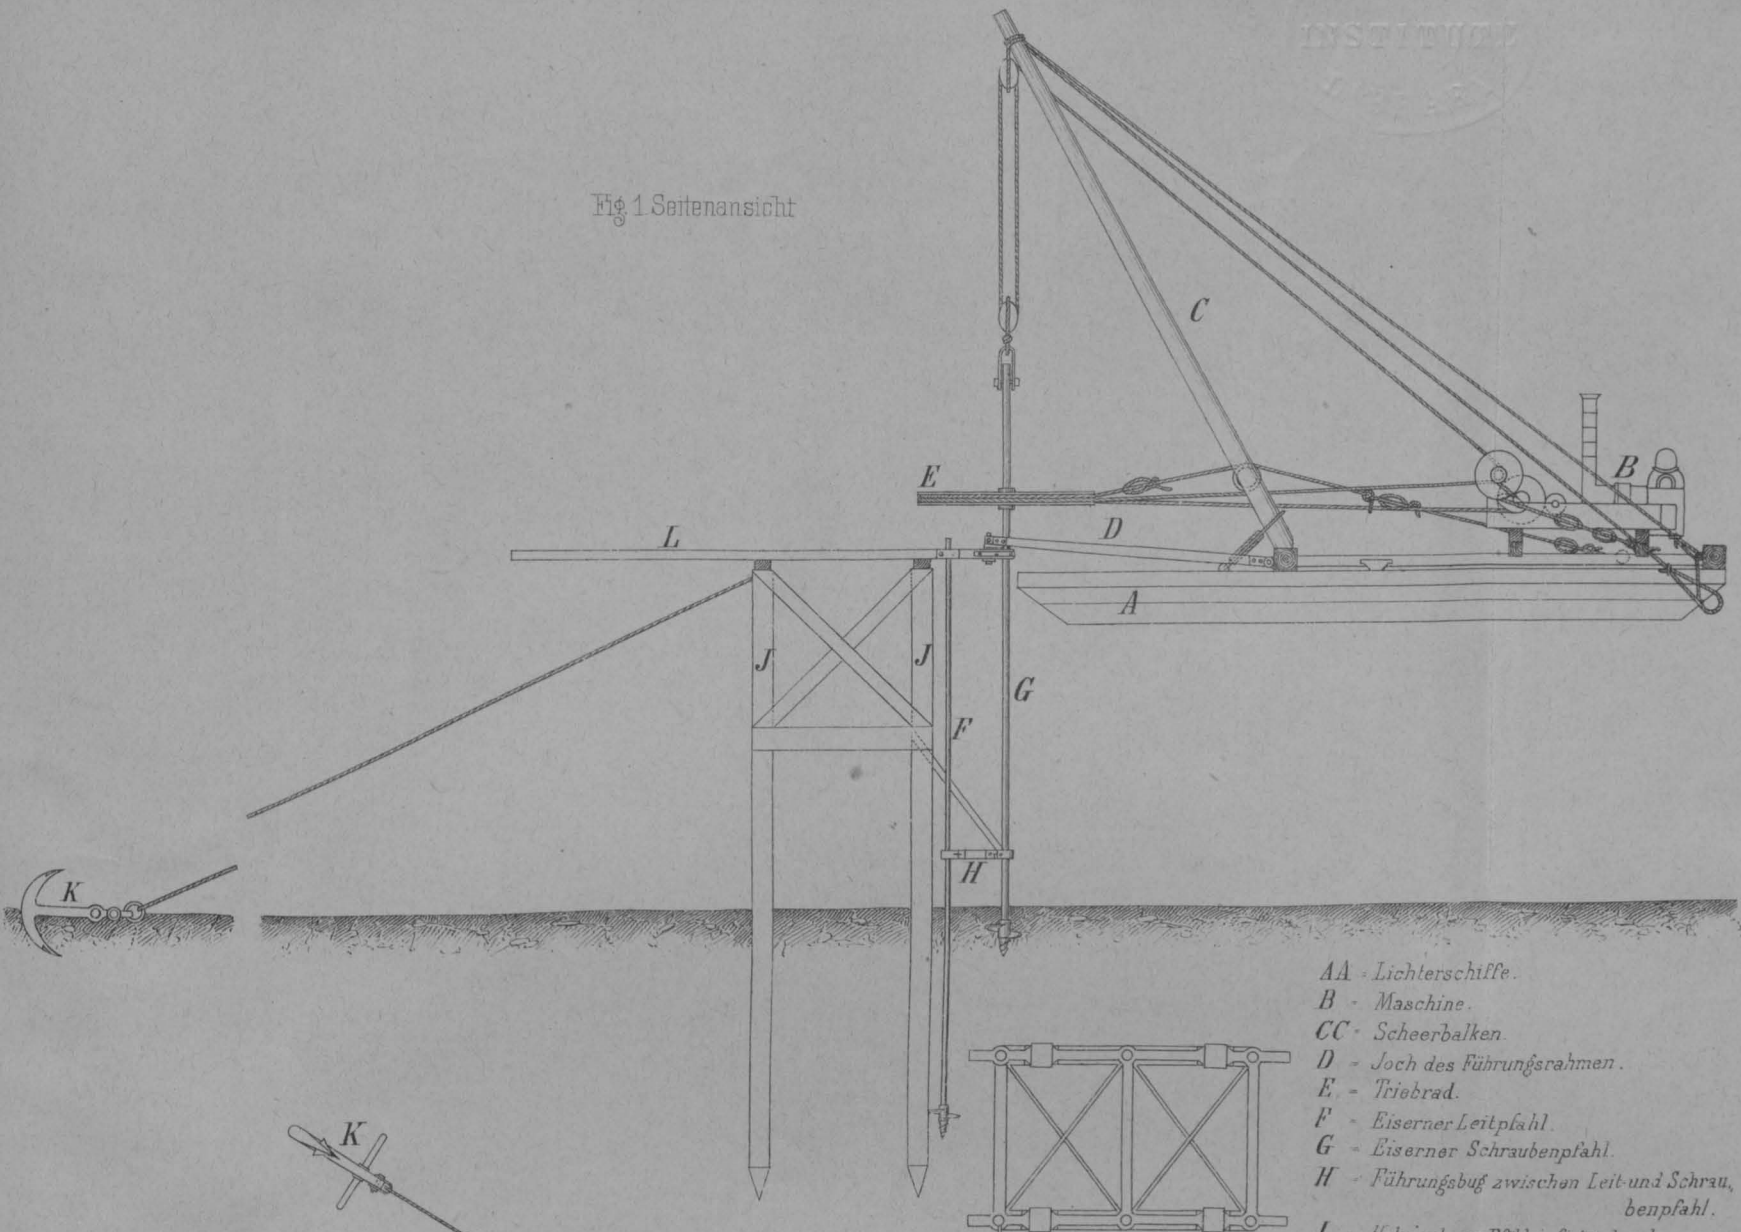 INSTITUTE
Fig. 1 Seitenansicht
C
B
E
D
L
A
J
J
G
F
H
K
AA = Lichterschiffe.
B = Maschine.
CC = Scheerbalken.
D = Joch des Führungsrahmen.
E = Triebrad.
F = Eiserner Leitpfahl.
G = Eiserner Schraubenpfahl.
H = Führungsbug zwischen Leit-und Schrau„
benpfahl.
K